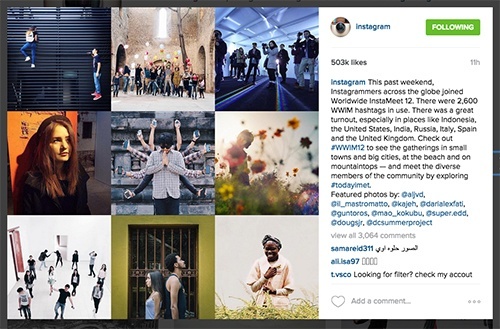 instagram
FOLLOWING
503k likes
11h
instagram This past weekend,
Instagrammers across the globe joined
Worldwide InstaMeet 12. There were 2,600
WWIM hashtags in use. There was a great
turnout, especially in places like Indonesia,
the United States, India, Russia, Italy, Spain
and the United Kingdom. Check out
#WWIM12 to see the gatherings in small
towns and big cities, at the beach and on
mountaintops — and meet the diverse
members of the community by exploring
#todayimet.
Featured photos by: @aljvd,
@il_mastromatto, @kajeh, @darialexfati,
@guntoros, @mao_kokubu, @super.edd,
@dougsjr, @dcsummerproject
view all 3,064 comments
samareid311 الصور حلوه اوي
ali.isa97
t.vsco Looking for filter? check my accout
Add a comment...